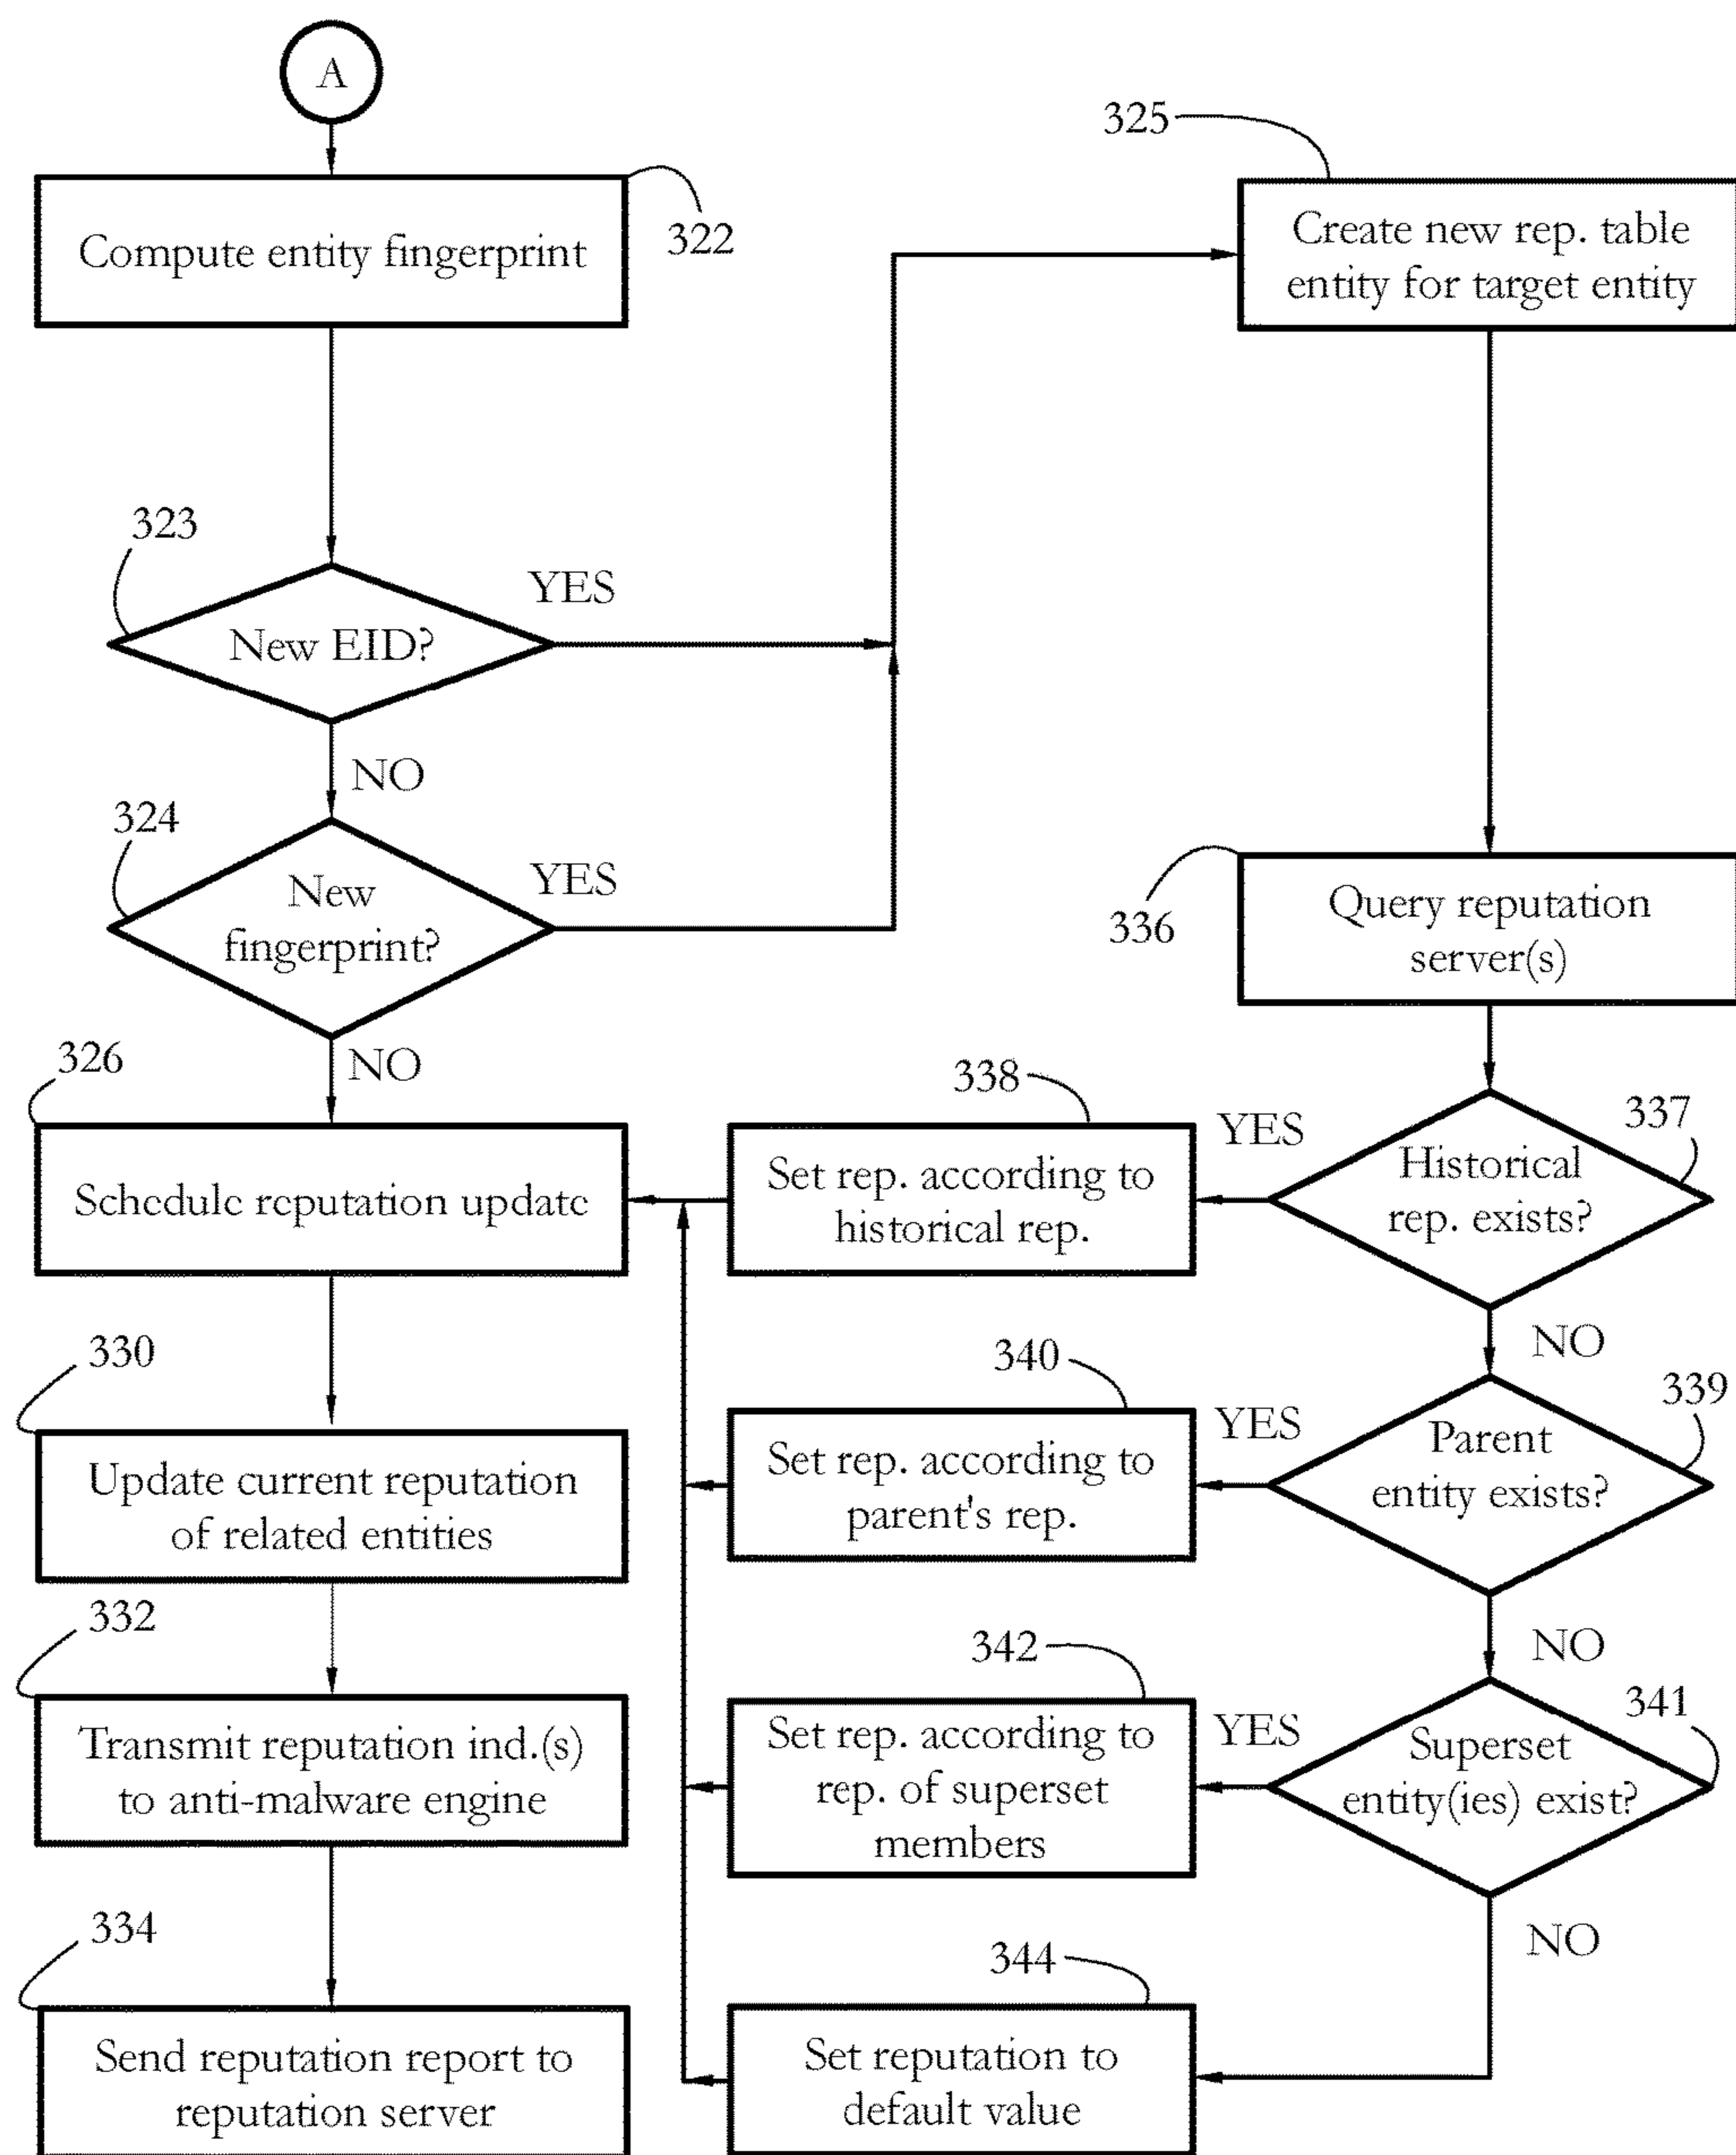 A
325
Compute entity fingerprint
322
Create new rep. table
entity for target entity
323
YES
New EID?
NO
324
New
fingerprint?
YES
336
Query reputation
server(s)
326
NO
338
337
Schedule reputation update
Set rep. according to
historical rep.
YES
Historical
rep. exists?
330
340
NO
339
Update current reputation
of related entities
Set rep. according to
parent's rep.
YES
Parent
entity exists?
332
342
NO
341
Transmit reputation ind.(s)
to anti-malware engine
Set rep. according to
rep. of superset
members
YES
Superset
entity(ies) exist?
334
344
NO
Send reputation report to
reputation server
Set reputation to
default value